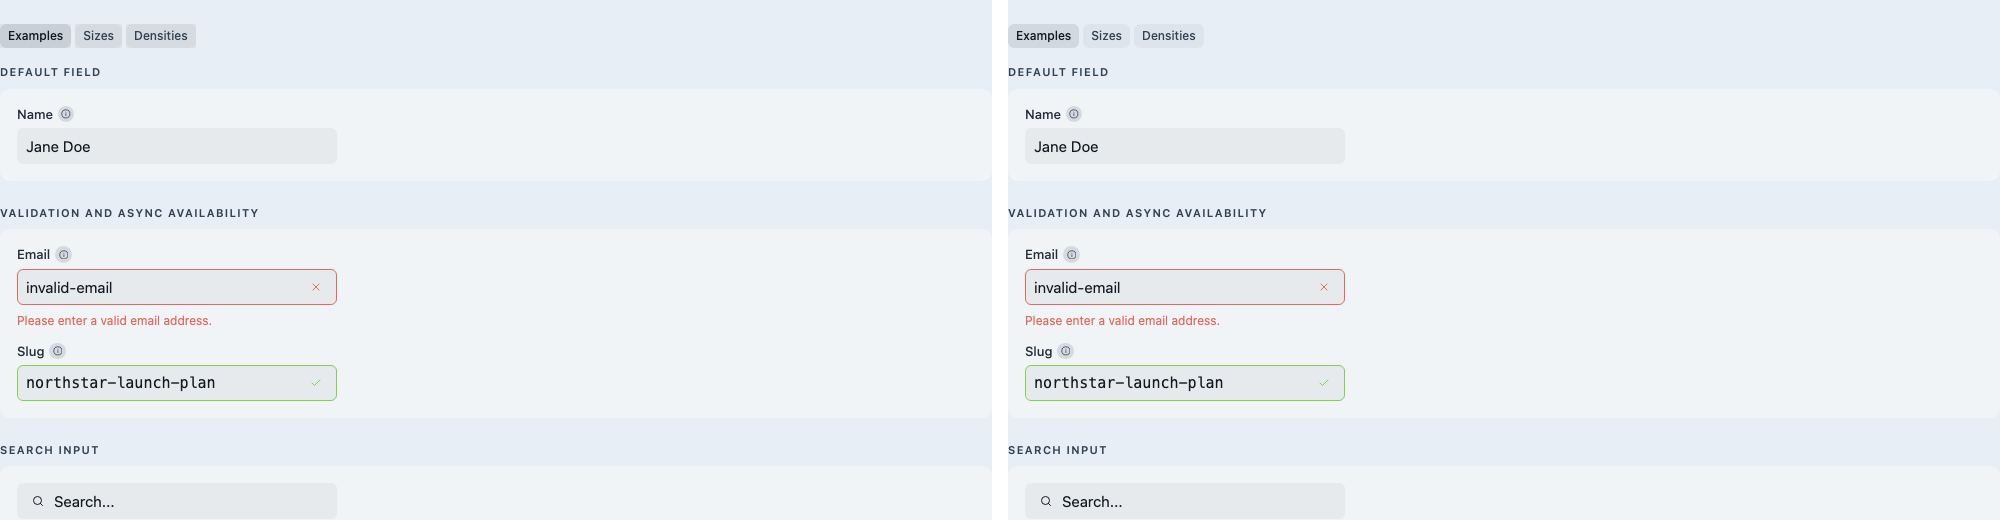 Examples Sizes Densities
DEFAULT FIELD
Name
Jane Doe
VALIDATION AND ASYNC AVAILABILITY
Email
invalid-email
Please enter a valid email address.
Slug
northstar-launch-plan
SEARCH INPUT
Search...
Examples Sizes Densities
DEFAULT FIELD
Name
Jane Doe
VALIDATION AND ASYNC AVAILABILITY
Email
invalid-email
Please enter a valid email address.
Slug
northstar-launch-plan
SEARCH INPUT
Search...